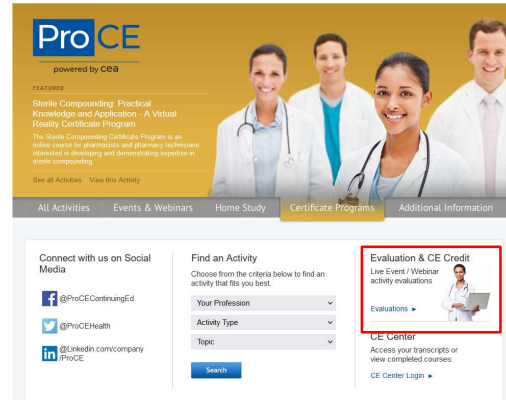 Pro CE
powered by cea
FEATURED
Sterile Compounding: Practical
Knowledge and Application - A Virtual
Reality Certificate Program
The Sterile Compounding Certificate Program is an
online course for pharmacists and pharmacy technicians
interested in developing and demonstrating expertise in
sterile compounding.
See all Activities View this Activity
All Activities Events & Webinars Home Study Certificate Programs Additional Information
Connect with us on Social
Media
@ProCEContinuingEd
@ProCEHealth
@Linkedin.com/company
/ProCE
Find an Activity
Choose from the criteria below to find an
activity that fits you best.
Your Profession
Activity Type
Topic
Search
Evaluation & CE Credit
Live Event / Webinar
activity evaluations
Evaluations
CE Center
Access your transcripts or
view completed courses.
CE Center Login